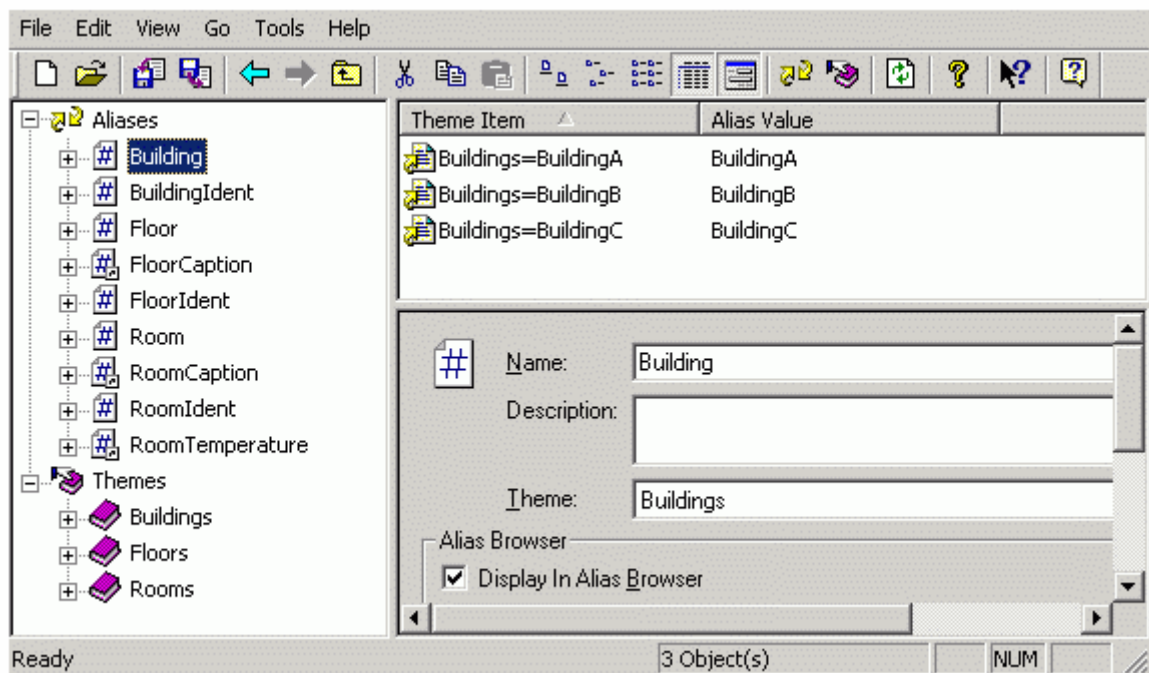 File Edit View Go Tools Help
Aliases
Building
BuildingIdent
Floor
FloorCaption
FloorIdent
Room
RoomCaption
RoomIdent
RoomTemperature
Themes
Buildings
Floors
Rooms
Theme Item Alias Value
Buildings=BuildingA BuildingA
Buildings=BuildingB BuildingB
Buildings=BuildingC BuildingC
Name: Building
Description:
Theme: Buildings
Alias Browser
Display In Alias Browser
Ready 3 Object(s) NUM